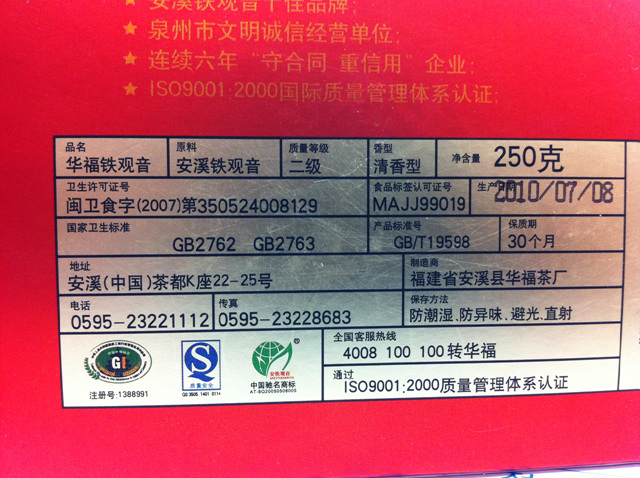 ★ 安溪铁观音十佳品牌;
★ 泉州市文明诚信经营单位;
★ 连续六年“守合同 重信用”企业;
★ ISO9001:2000国际质量管理体系认证;
品名 原料 质量等级 香型
华福铁观音 安溪铁观音 二级 清香型 净含量 250克
卫生许可证号 食品标签认可证号 生产日期
闽卫食字(2007)第350524008129 MAJJ99019 2010/07/08
国家卫生标准 产品标准号 保质期
GB2762 GB2763 GB/T19598 30个月
地址 制造商
安溪(中国)茶都K座22-25号 福建省安溪县华福茶厂
电话 传真 保存方法
0595-23221112 0595-23228683 防潮湿、防异味、避光、直射
全国客服热线
4008 100 100转华福
GI
注册号:1388991
质量安全
QS 3505 1401 0114
安铁观音
中国驰名商标
AT-BQ20050508003
通过
ISO9001:2000质量管理体系认证